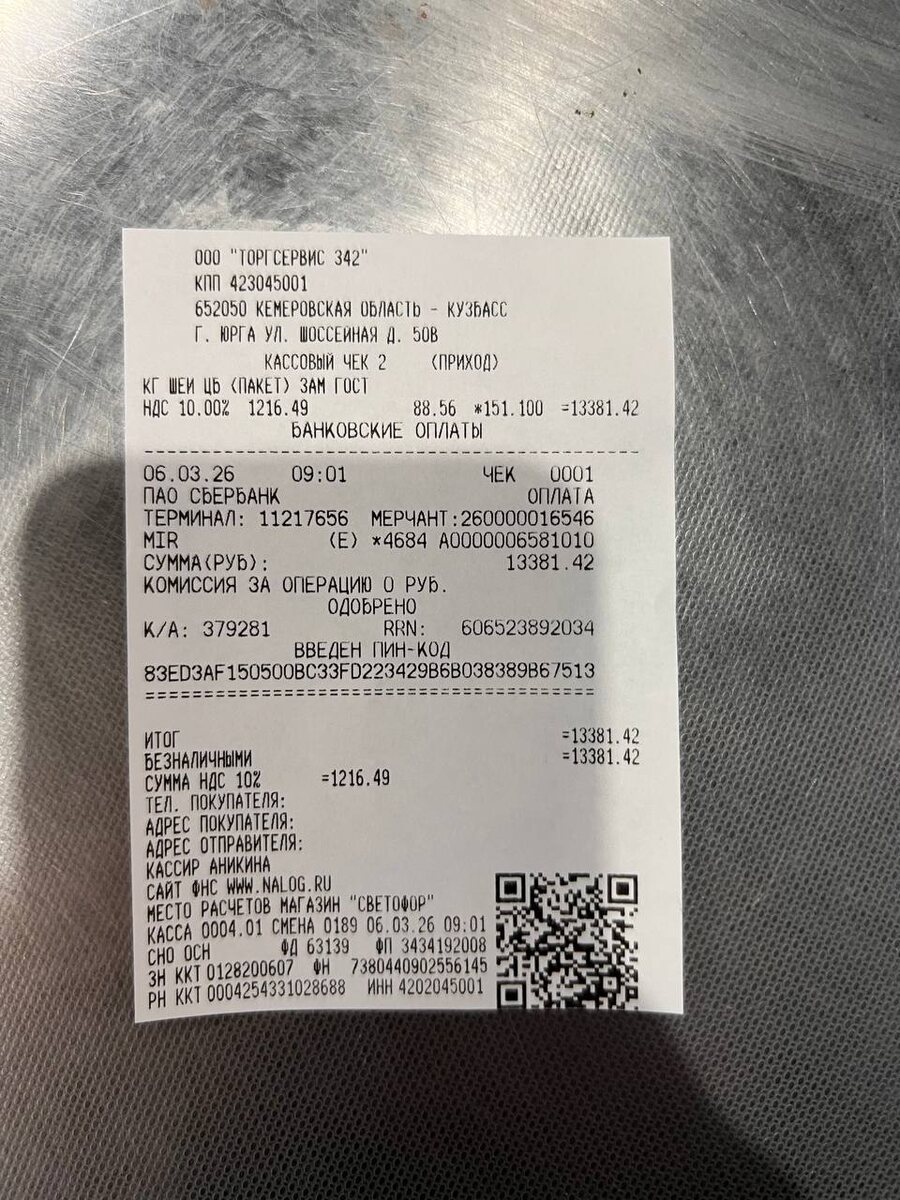 ООО "ТОРГСЕРВИС 342"
КПП 423045001
652050 КЕМЕРОВСКАЯ ОБЛАСТЬ - КУЗБАСС
Г. ЮРГА УЛ. ШОССЕЙНАЯ Д. 50В
КАССОВЫЙ ЧЕК 2 (ПРИХОД)
КГ ШЕИ ЦБ (ПАКЕТ) ЗАМ ГОСТ
НДС 10.00% 1216.49 88.56 *151.100 =13381.42
БАНКОВСКИЕ ОПЛАТЫ
06.03.26 09:01 ЧЕК 0001
ПАО СБЕРБАНК ОПЛАТА
ТЕРМИНАЛ: 11217656 МЕРЧАНТ:260000016546
MIR (E) *4684 A0000006581010
СУММА(РУБ): 13381.42
КОМИССИЯ ЗА ОПЕРАЦИЮ 0 РУБ.
ОДОБРЕНО
К/А: 379281 RRN: 606523892034
ВВЕДЕН ПИН-КОД
83ED3AF150500BC33FD223429B6B038389B67513
ИТОГ =13381.42
БЕЗНАЛИЧНЫМИ =13381.42
СУММА НДС 10% =1216.49
ТЕЛ. ПОКУПАТЕЛЯ:
АДРЕС ПОКУПАТЕЛЯ:
АДРЕС ОТПРАВИТЕЛЯ:
КАССИР АНИКИНА
САЙТ ФНС WWW.NALOG.RU
МЕСТО РАСЧЕТОВ МАГАЗИН "СВЕТОФОР"
КАССА 0004.01 СМЕНА 0189 06.03.26 09:01
СНО ОСН ФД 63139 ФП 3434192008
ЗН ККТ 0128200607 ФН 7380440902556145
РН ККТ 0004254331028688 ИНН 4202045001